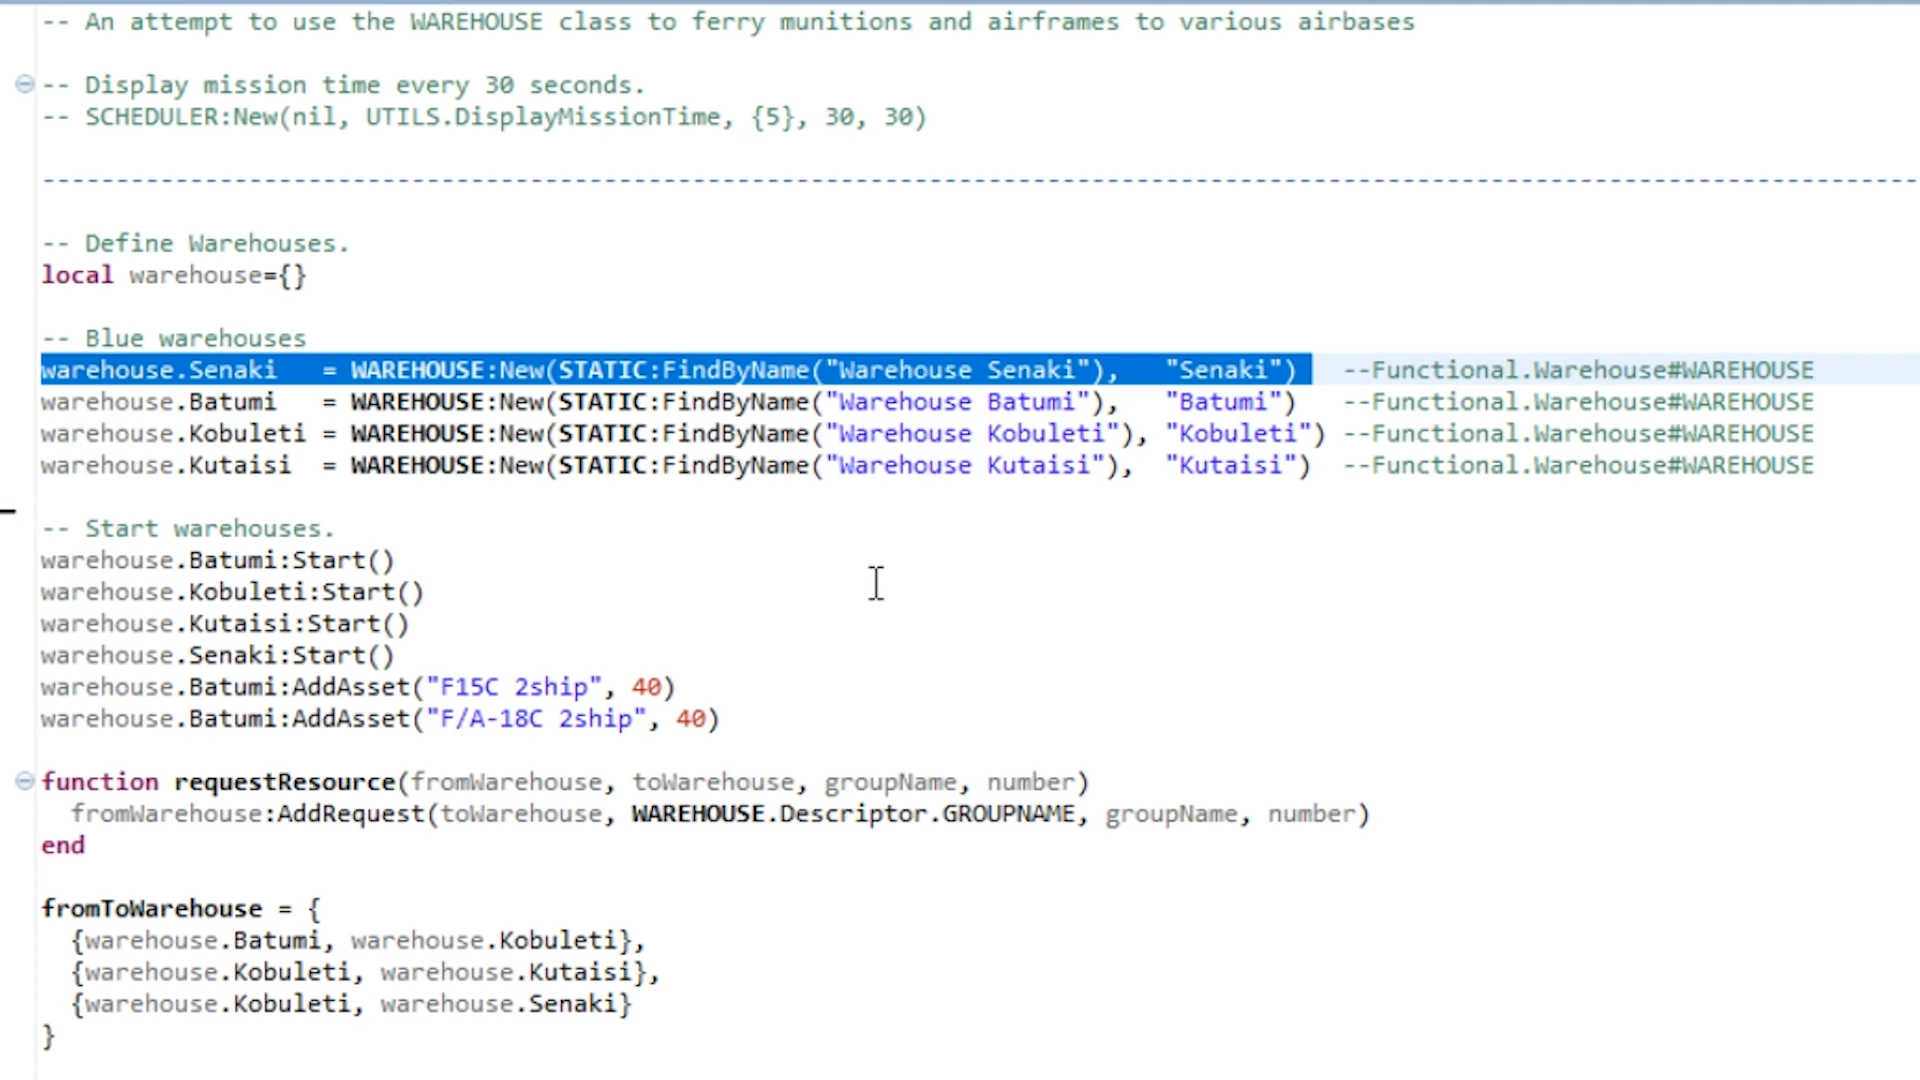 -- An attempt to use the WAREHOUSE class to ferry munitions and airframes to various airbases
-- Display mission time every 30 seconds.
-- SCHEDULER:New(nil, UTILS.DisplayMissionTime, {5}, 30, 30)
--------------------------------------------------------------------------------------------------------------------------------
-- Define Warehouses.
local warehouse={}
-- Blue warehouses
warehouse.Senaki   = WAREHOUSE:New(STATIC:FindByName("Warehouse Senaki"),   "Senaki")   --Functional.Warehouse#WAREHOUSE
warehouse.Batumi   = WAREHOUSE:New(STATIC:FindByName("Warehouse Batumi"),   "Batumi")   --Functional.Warehouse#WAREHOUSE
warehouse.Kobuleti = WAREHOUSE:New(STATIC:FindByName("Warehouse Kobuleti"), "Kobuleti") --Functional.Warehouse#WAREHOUSE
warehouse.Kutaisi  = WAREHOUSE:New(STATIC:FindByName("Warehouse Kutaisi"),  "Kutaisi")  --Functional.Warehouse#WAREHOUSE
-- Start warehouses.
warehouse.Batumi:Start()
warehouse.Kobuleti:Start()
warehouse.Kutaisi:Start()
warehouse.Senaki:Start()
warehouse.Batumi:AddAsset("F15C 2ship", 40)
warehouse.Batumi:AddAsset("F/A-18C 2ship", 40)
function requestResource(fromWarehouse, toWarehouse, groupName, number)
  fromWarehouse:AddRequest(toWarehouse, WAREHOUSE.Descriptor.GROUPNAME, groupName, number)
end
fromToWarehouse = {
  {warehouse.Batumi, warehouse.Kobuleti},
  {warehouse.Kobuleti, warehouse.Kutaisi},
  {warehouse.Kobuleti, warehouse.Senaki}
}